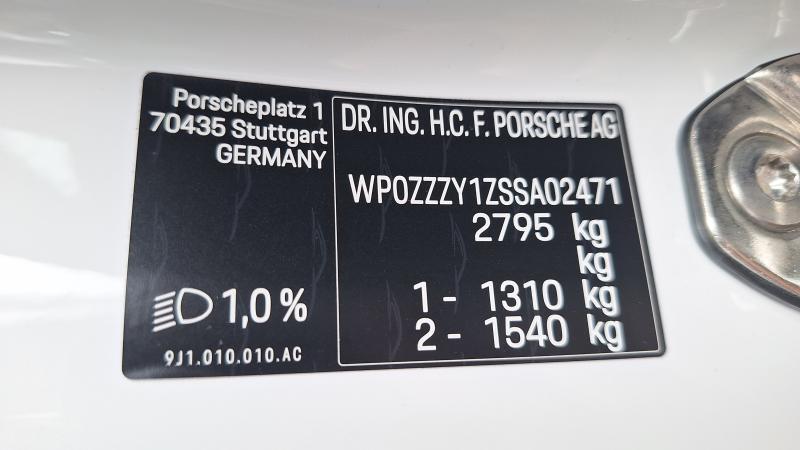 Porscheplatz 1
70435 Stuttgart
GERMANY
1,0 %
9J1.010.010.AC
DR. ING. H.C. F. PORSCHE AG
WP0ZZZY1ZSSA02471
2795 kg
kg
1 - 1310 kg
2 - 1540 kg